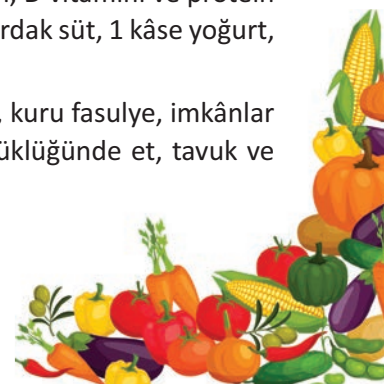 D vitamini ve protein
rdak süt, 1 kâse yoğurt,
, kuru fasulye, imkânlar
üklüğünde et, tavuk ve